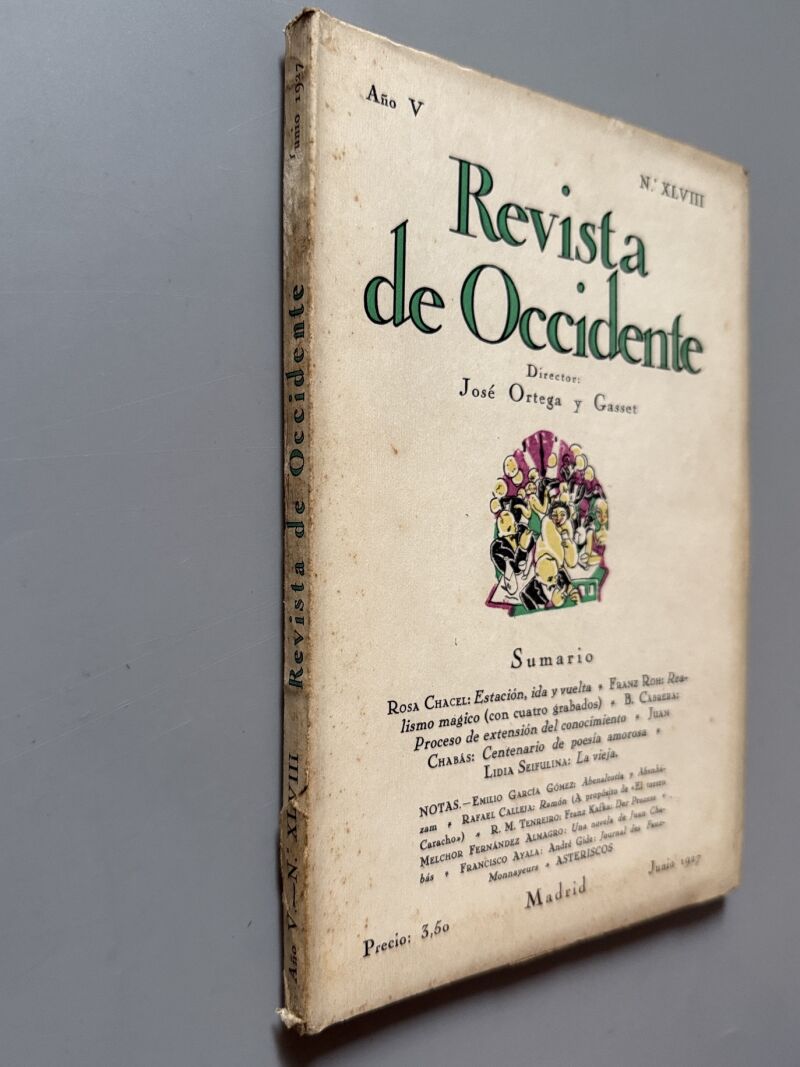 Año V
N.º XLVIII
Revista
de Occidente
Director:
José Ortega y Gasset
Sumario
ROSA CHACEL: Estación, ida y vuelta * FRANZ ROH: Rea-
lismo mágico (con cuatro grabados) * B. CABRERA:
Proceso de extensión del conocimiento * JUAN
CHABÁS: Centenario de poesía amorosa *
LIDIA SEIFULINA: La vieja.
NOTAS.—EMILIO GARCÍA GÓMEZ: Abenalcutía y Abenhá-
zam * RAFAEL CALLEJA: Ramón (A propósito de «El torero
Caracho») * R. M. TENREIRO: Franz Kafka: Der Prozess *
MELCHOR FERNÁNDEZ ALMAGRO: Una novela de Juan Cha-
bás * FRANCISCO AYALA: André Gide: Journal des Faux-
Monnayeurs * ASTERISCOS
Madrid
Junio 1927
Precio: 3,50
Año V.—N.º XLVIII
Revista de Occidente
Junio 1927